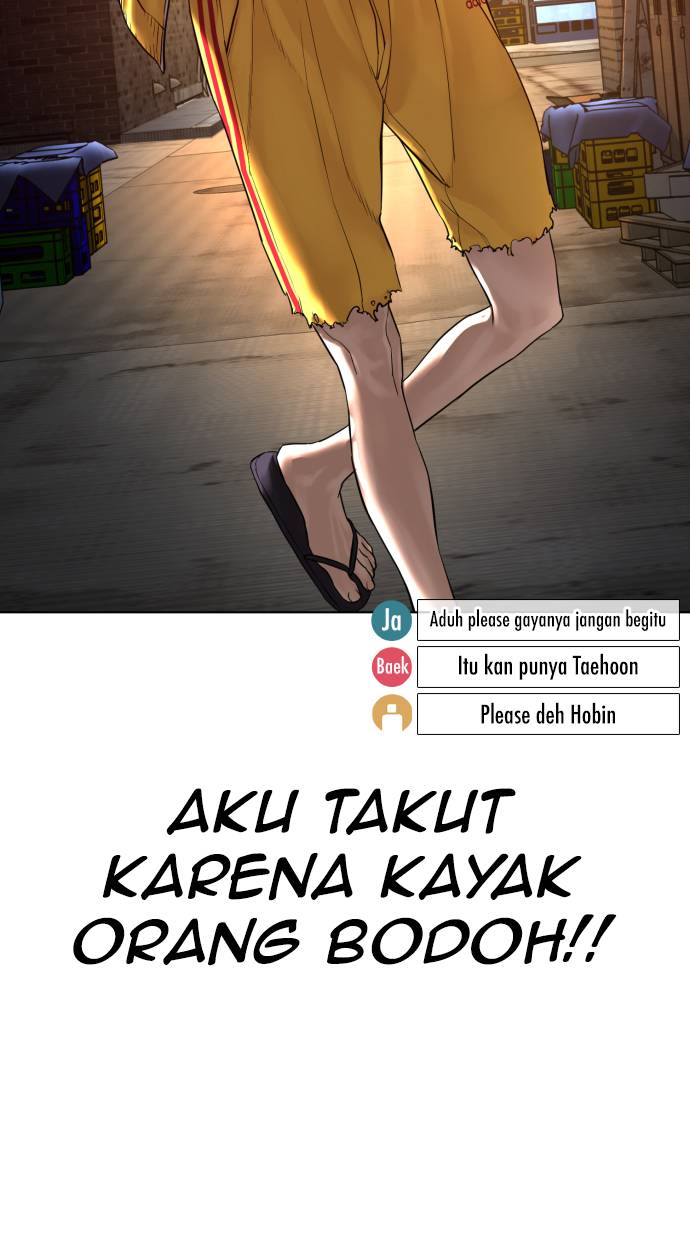 Ja
Aduh please gayanya jangan begitu
Baek
Itu kan punya Taehoon
Please deh Hobin
AKU TAKUT
KARENA KAYAK
ORANG BODOH!!